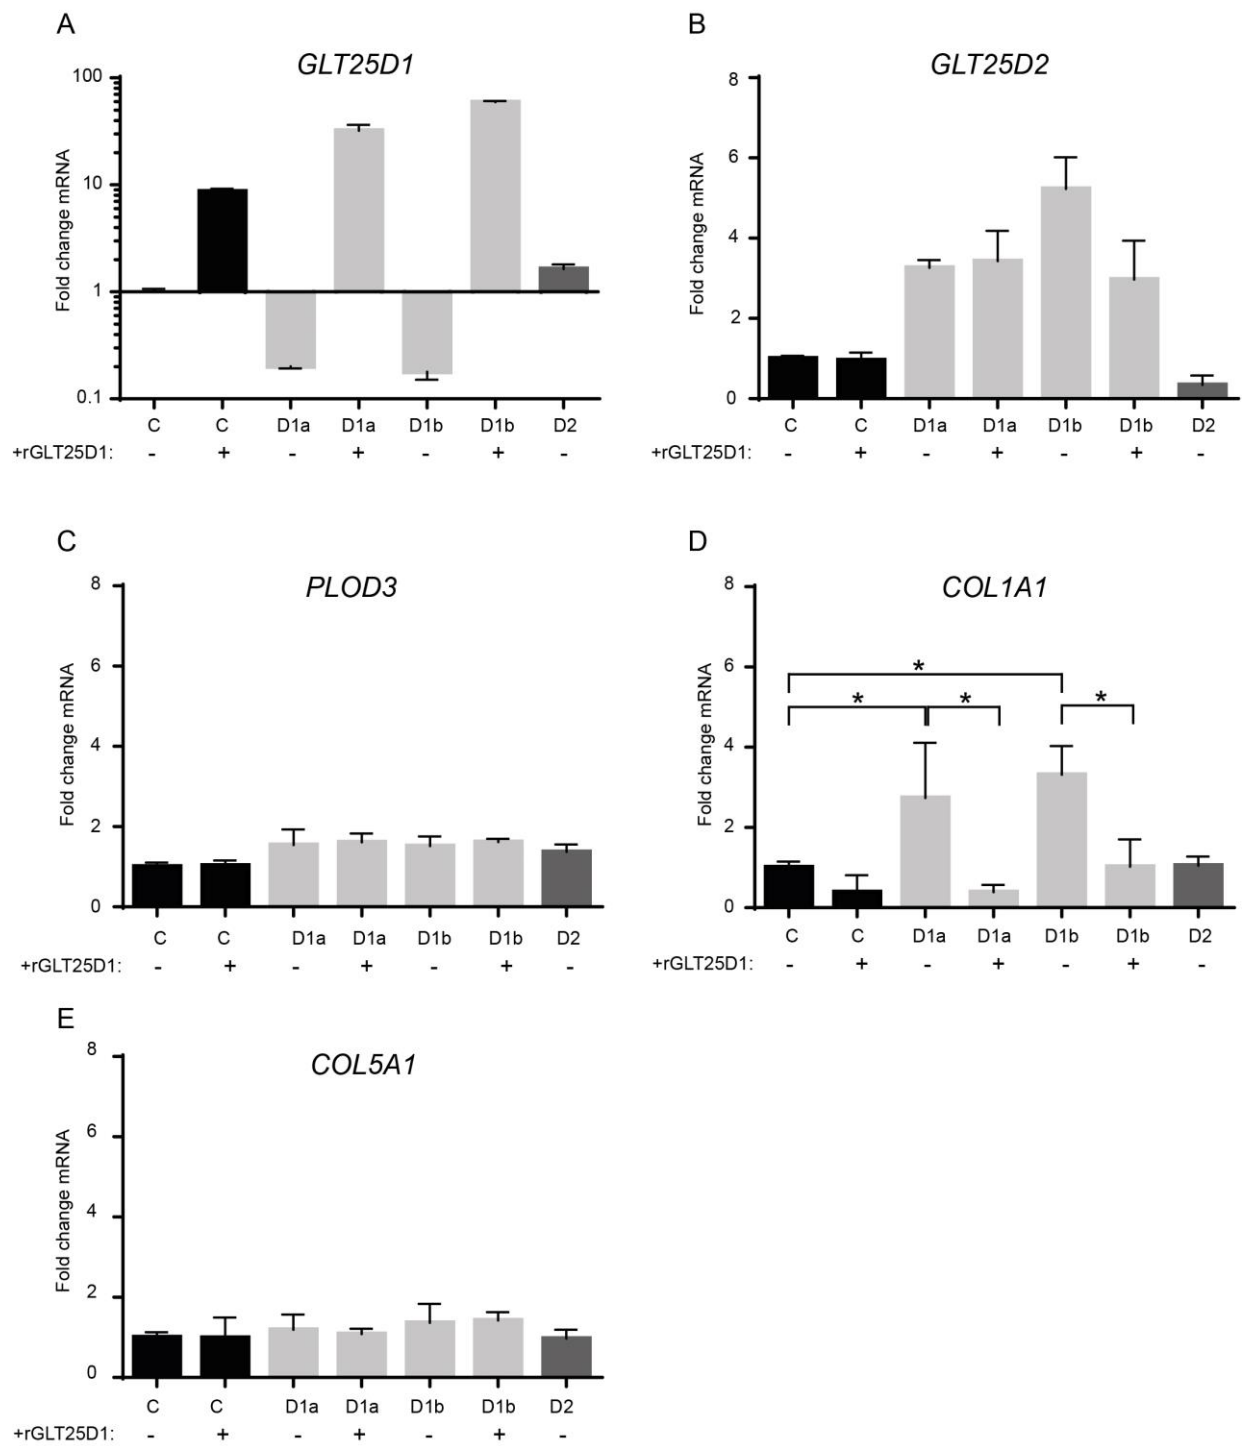 A
GLT25D1
Fold change mRNA
100
10
1
0.1
C C D1a D1a D1b D1b D2
+rGLT25D1: - + - + - + -
B
GLT25D2
Fold change mRNA
8
6
4
2
0
C C D1a D1a D1b D1b D2
+rGLT25D1: - + - + - + -
C
PLOD3
Fold change mRNA
8
6
4
2
0
C C D1a D1a D1b D1b D2
+rGLT25D1: - + - + - + -
D
COL1A1
Fold change mRNA
8
6
4
2
0
*
* * *
C C D1a D1a D1b D1b D2
+rGLT25D1: - + - + - + -
E
COL5A1
Fold change mRNA
8
6
4
2
0
C C D1a D1a D1b D1b D2
+rGLT25D1: - + - + - + -